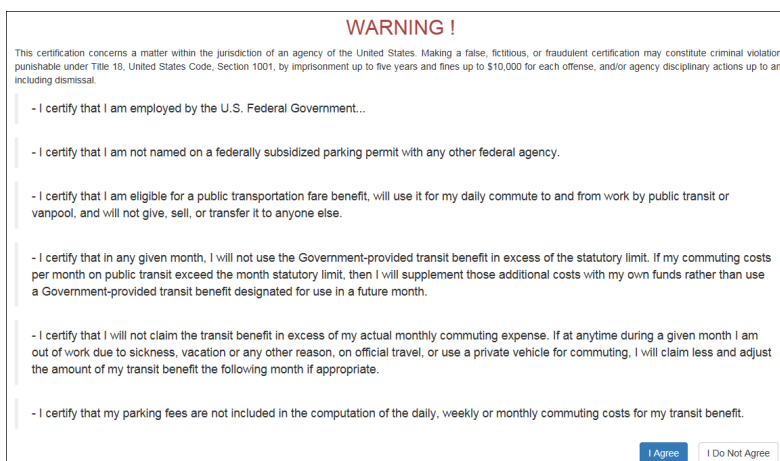 WARNING !
This certification concerns a matter within the jurisdiction of an agency of the United States. Making a false, fictitious, or fraudulent certification may constitute criminal violation
punishable under Title 18, United States Code, Section 1001, by imprisonment up to five years and fines up to $10,000 for each offense, and/or agency disciplinary actions up to an
including dismissal.
- I certify that I am employed by the U.S. Federal Government...
- I certify that I am not named on a federally subsidized parking permit with any other federal agency.
- I certify that I am eligible for a public transportation fare benefit, will use it for my daily commute to and from work by public transit or
vanpool, and will not give, sell, or transfer it to anyone else.
- I certify that in any given month, I will not use the Government-provided transit benefit in excess of the statutory limit. If my commuting costs
per month on public transit exceed the month statutory limit, then I will supplement those additional costs with my own funds rather than use
a Government-provided transit benefit designated for use in a future month.
- I certify that I will not claim the transit benefit in excess of my actual monthly commuting expense. If at anytime during a given month I am
out of work due to sickness, vacation or any other reason, on official travel, or use a private vehicle for commuting, I will claim less and adjust
the amount of my transit benefit the following month if appropriate.
- I certify that my parking fees are not included in the computation of the daily, weekly or monthly commuting costs for my transit benefit.
I Agree I Do Not Agree